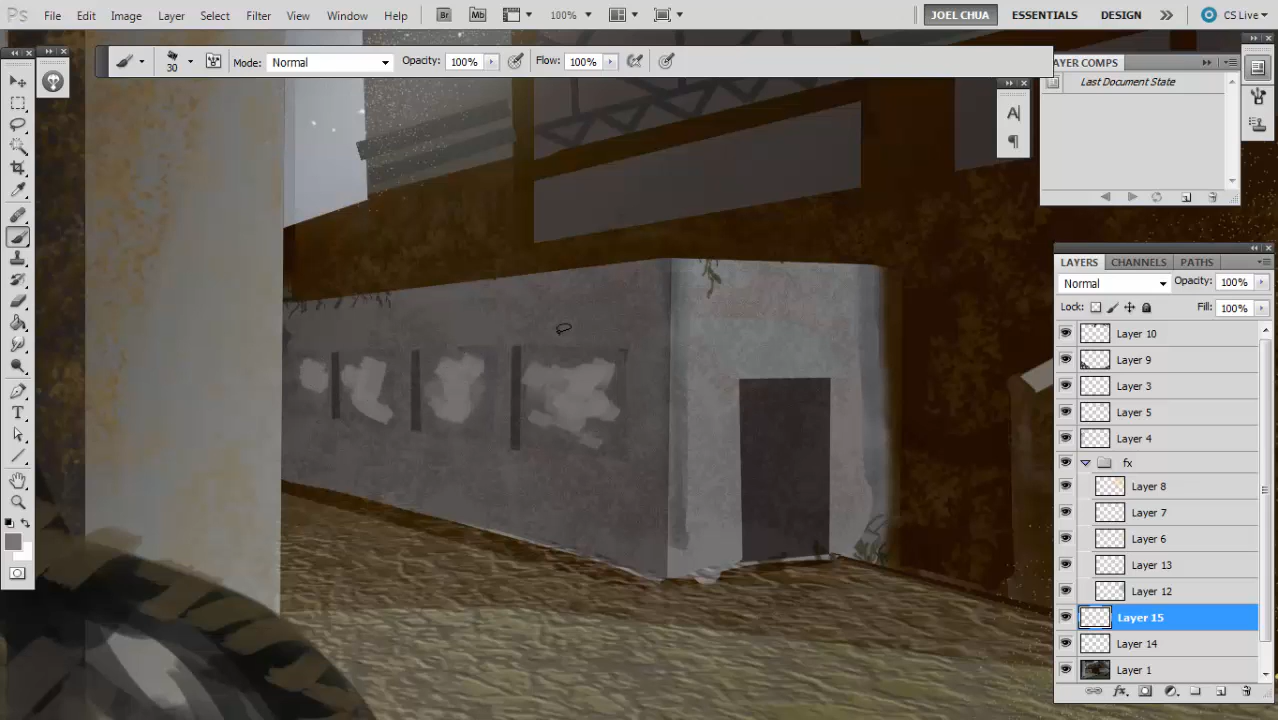 Ps File Edit Image Layer Select Filter View Window Help Br Mb 100% JOEL CHUA ESSENTIALS DESIGN CS Live
30 Mode: Normal Opacity: 100% Flow: 100%
LAYER COMPS
Last Document State
A
LAYERS CHANNELS PATHS
Normal Opacity: 100%
Lock: Fill: 100%
Layer 10
Layer 9
Layer 3
Layer 5
Layer 4
fx
Layer 8
Layer 7
Layer 6
Layer 13
Layer 12
Layer 15
Layer 14
Layer 1
fx
T